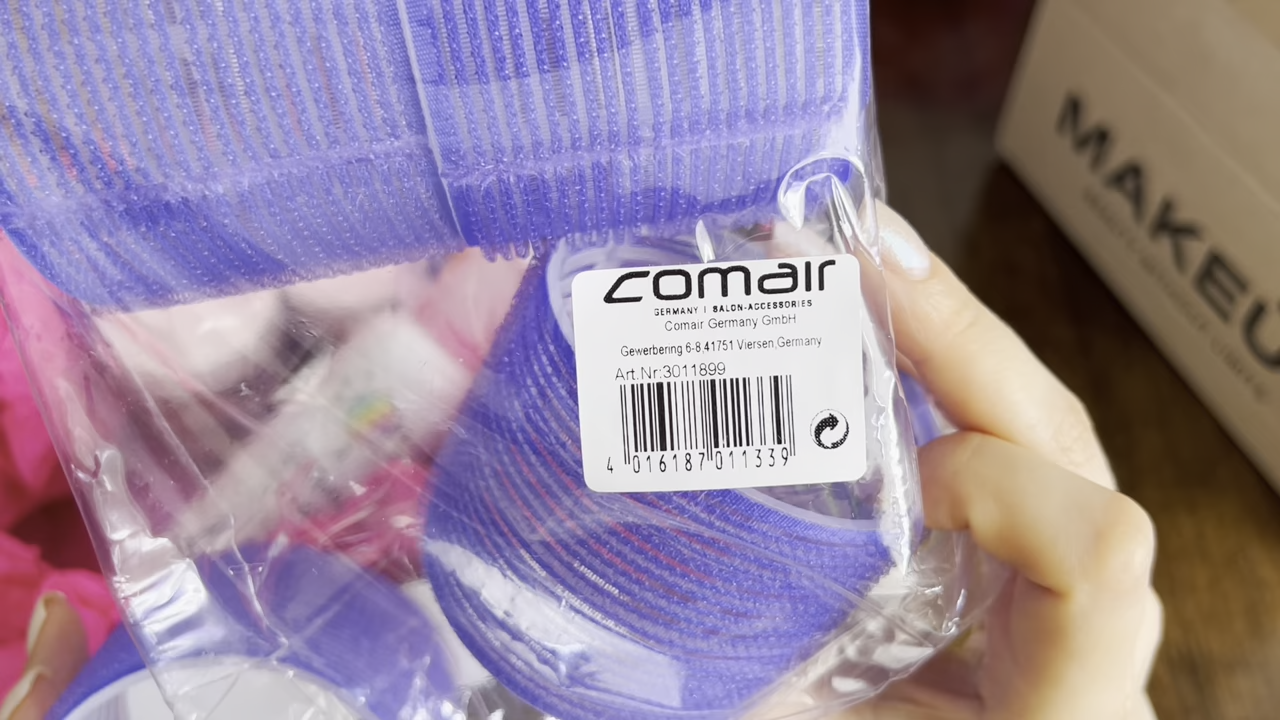 comair
GERMANY | SALON-ACCESSORIES
Comair Germany GmbH
Gewerbering 6-8,41751 Viersen,Germany
Art.Nr:3011899
4 016187 011339
MAKEU